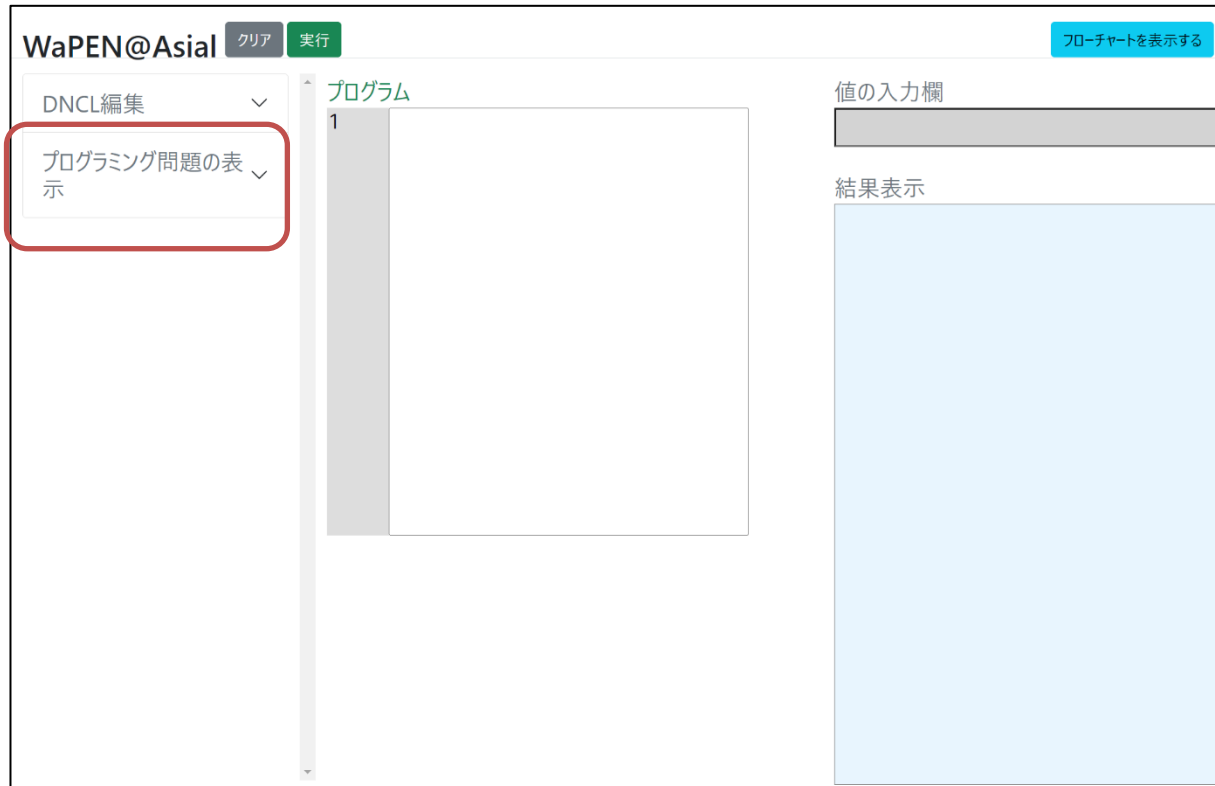 WaPEN@Asial
クリア
実行
フローチャートを表示する
DNCL編集
プログラミング問題の表
示
プログラム
1
値の入力欄
結果表示